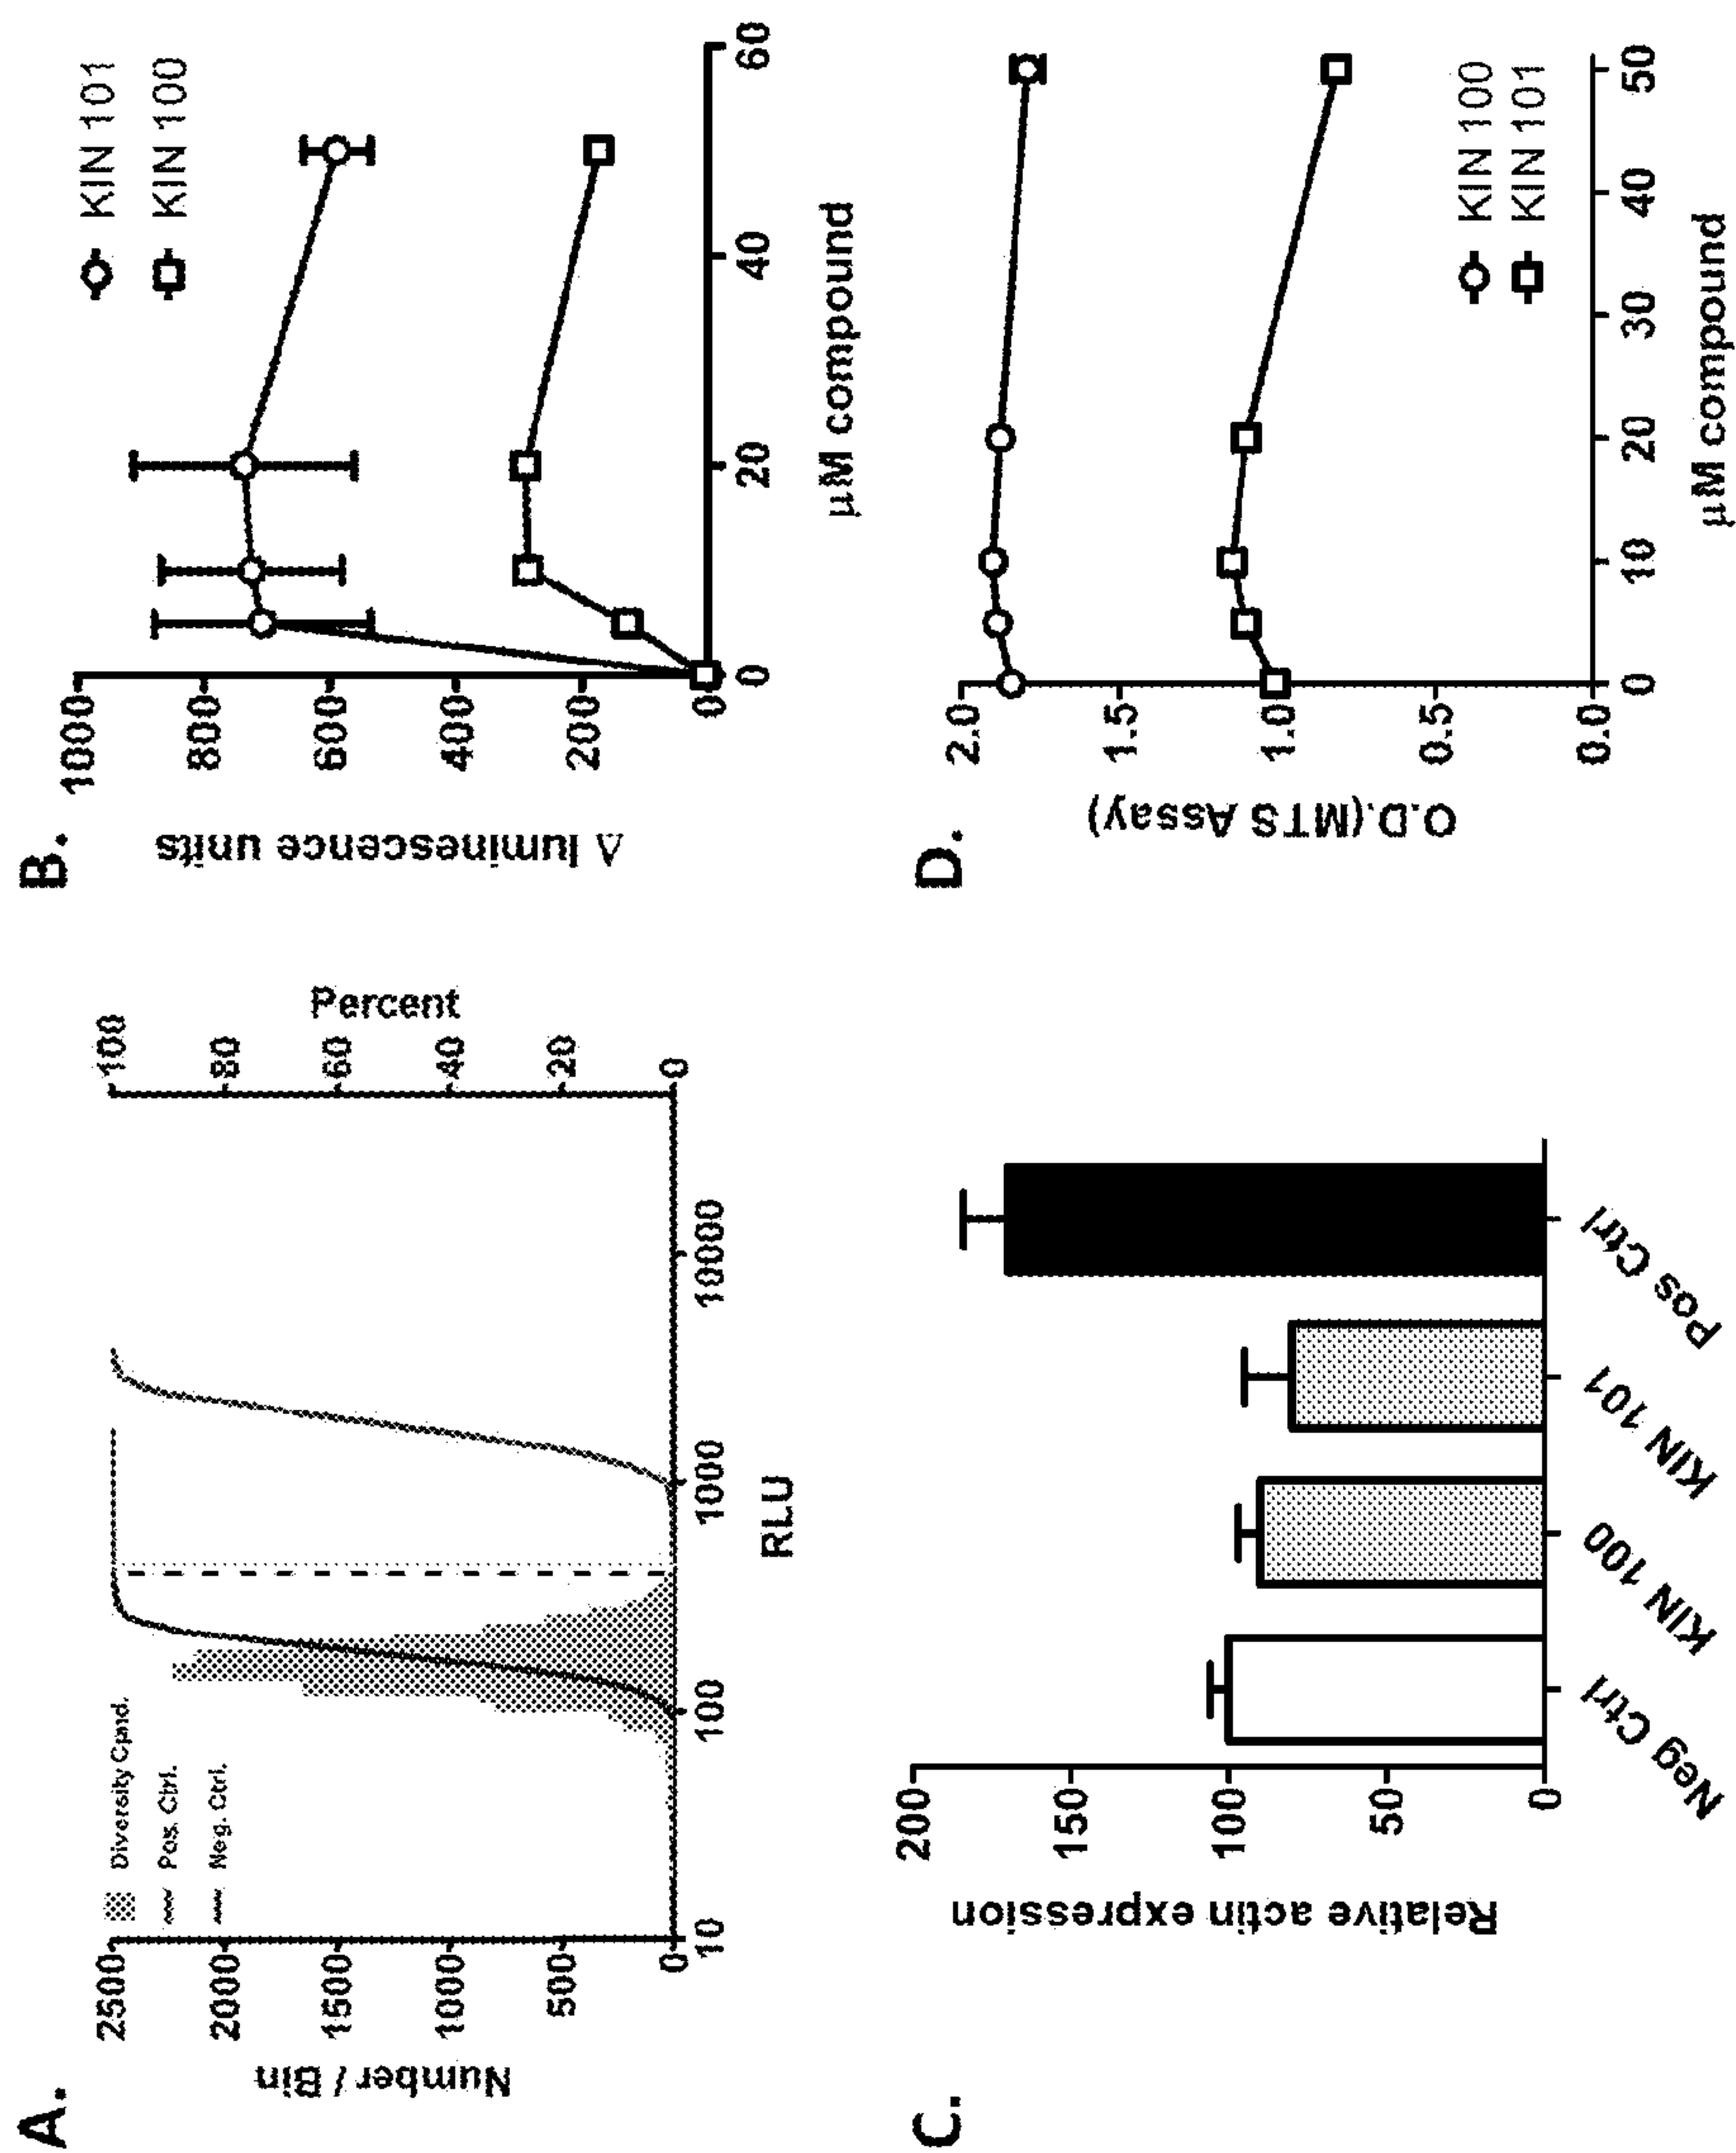 A.
Number / Bin
2500
2000
1500
1000
500
0
Diversity Cpnd.
Pos. Ctrl.
Neg. Ctrl.
10
100
1000
10000
RLU
Percent
100
80
60
40
20
0
B.
Δ luminescence units
1000
800
600
400
200
0
KIN 101
KIN 100
0
20
40
60
µM compound
C.
Relative actin expression
200
150
100
50
0
Neg Ctrl
KIN 100
KIN 101
Pos Ctrl
D.
O.D.(MTS Assay)
2.0
1.5
1.0
0.5
0.0
KIN 100
KIN 101
0
10
20
30
40
50
µM compound